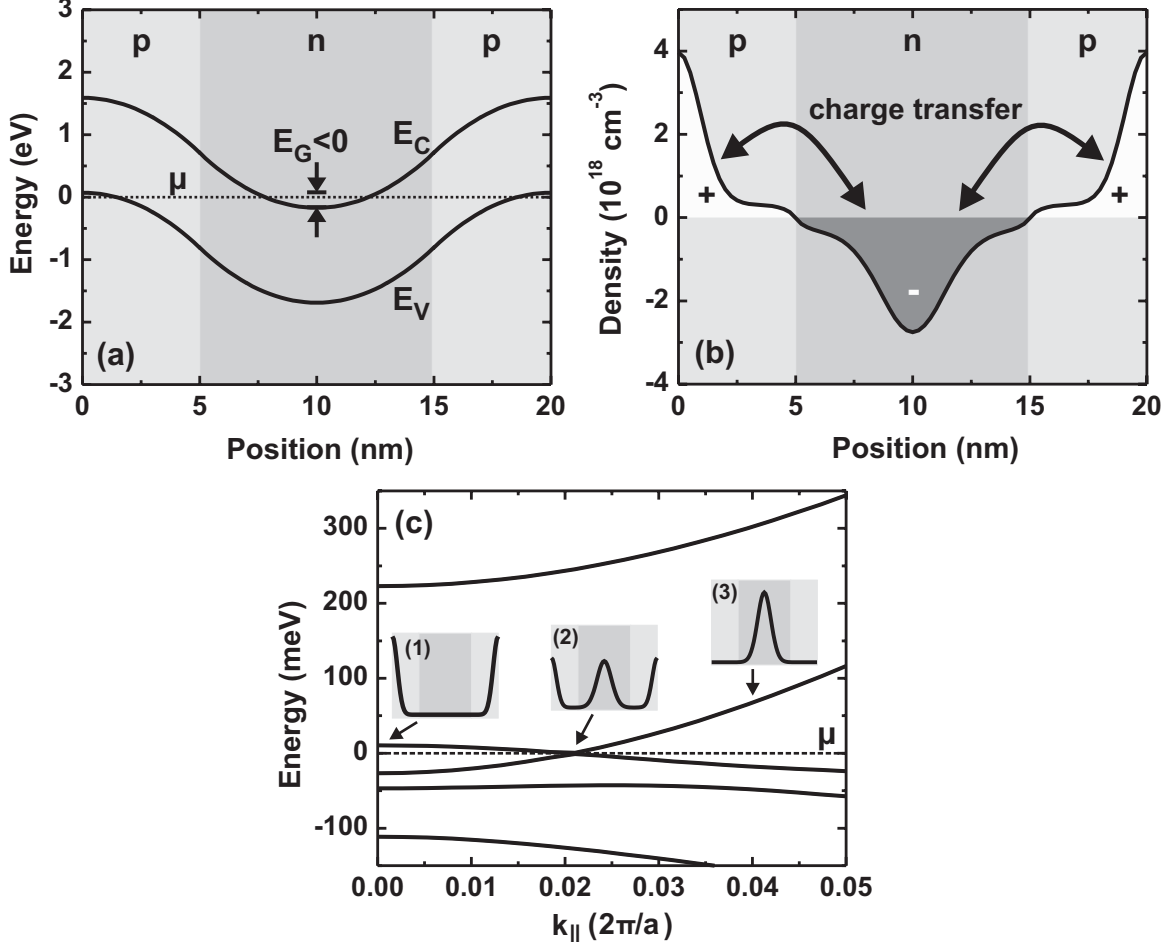 p n p
3
2
1
0
-1
-2
-3
Energy (eV)
E_G<0
E_C
μ
E_V
(a)
0 5 10 15 20
Position (nm)
p n p
4
2
0
-2
-4
Density (10^18 cm^-3)
charge transfer
+ +
-
(b)
0 5 10 15 20
Position (nm)
(c)
300
200
100
0
-100
Energy (meV)
(1)
(2)
(3)
μ
0.00 0.01 0.02 0.03 0.04 0.05
k_|| (2π/a)